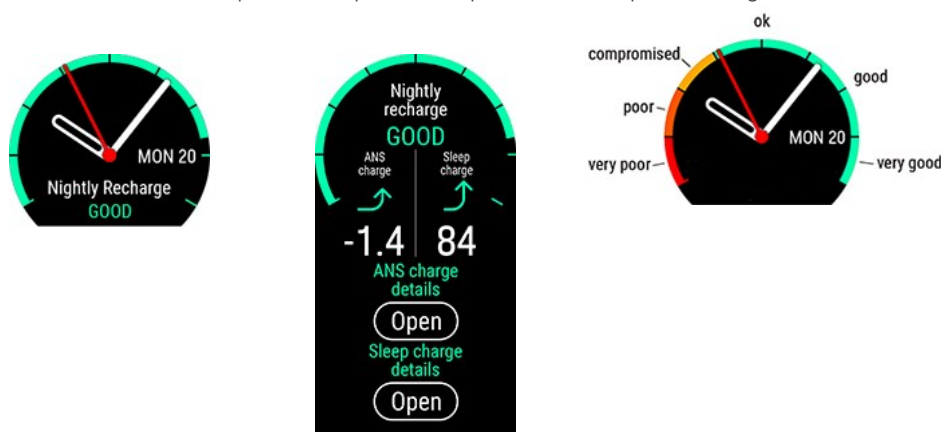 MON 20
Nightly Recharge
GOOD
Nightly
recharge
GOOD
ANS
charge
Sleep
charge
-1.4
84
ANS charge
details
Open
Sleep charge
details
Open
ok
compromised
good
poor
MON 20
very poor
very good